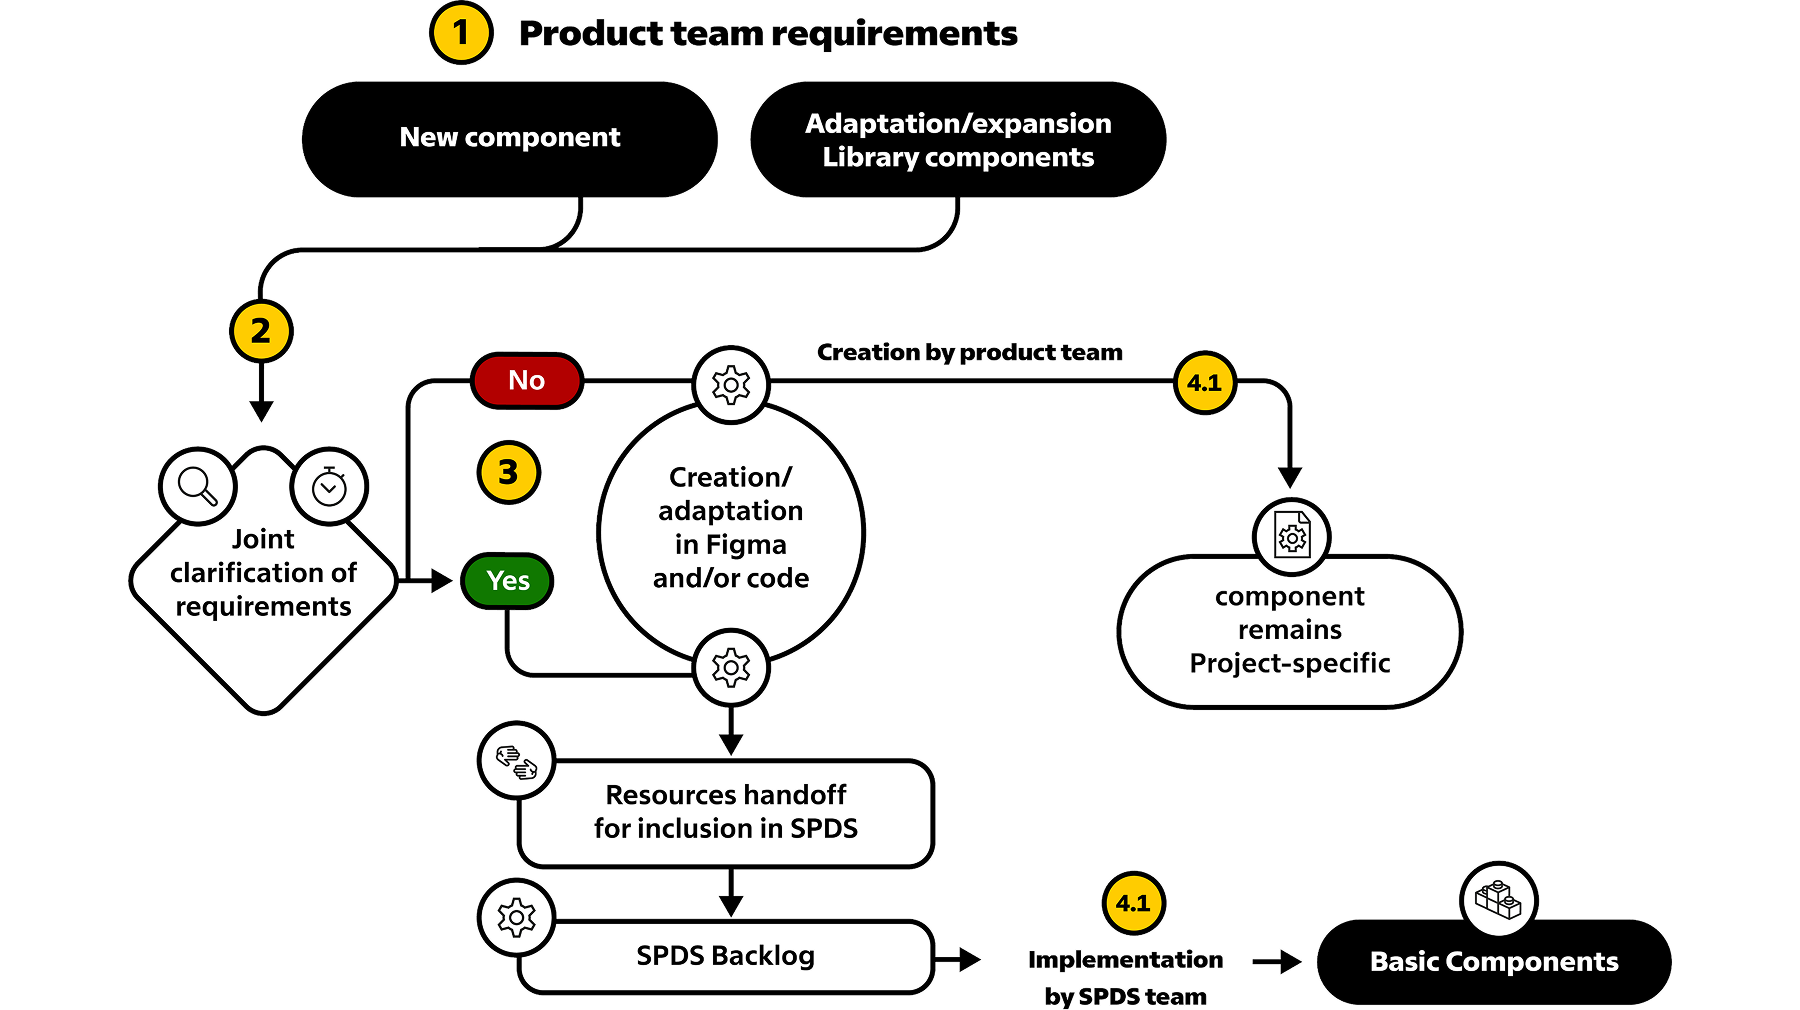 1 Product team requirements
New component
Adaptation/expansion
Library components
2
No
Creation by product team
4.1
3
Creation/
adaptation
in Figma
and/or code
Joint
clarification of
requirements
Yes
component
remains
Project-specific
Resources handoff
for inclusion in SPDS
SPDS Backlog
4.1
Implementation
by SPDS team
Basic Components